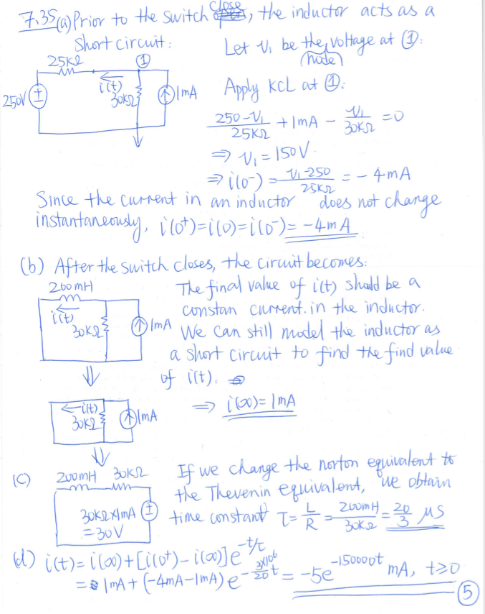 7.35(a) Prior to the switch close, the inductor acts as a
short circuit:
Let V₁ be the voltage at ①.
(node)
25KΩ
①
250V
i(t)
30KΩ
1mA
Apply KCL at ①:
(250-V₁)/25KΩ + 1mA - V₁/30KΩ = 0
⇒ V₁ = 150V.
⇒ i(0⁻) = (V₁-250)/25KΩ = -4mA
Since the current in an inductor does not change
instantaneously, i(0⁺)=i(0)=i(0⁻)= -4mA
(b) After the switch closes, the circuit becomes:
200mH
i(t)
30KΩ
1mA
The final value of i(t) should be a
constan current. in the inductor.
We can still model the inductor as
a short circuit to find the find value
of i(t).
i(t)
30KΩ
1mA
⇒ i(∞)= 1mA
(c)
200mH 30KΩ
30KΩx1mA
=30V
If we change the norton equivalent to
the Thevenin equivalent, we obtain
time constant τ = L/R = 200mH/30KΩ = 20/3 μS
(d) i(t) = i(∞)+[i(0⁺)-i(∞)]e^(-t/τ)
= 1mA + (-4mA-1mA) e^(-3x10⁶/20 t) = -5e^(-150000t) mA, t≥0
5